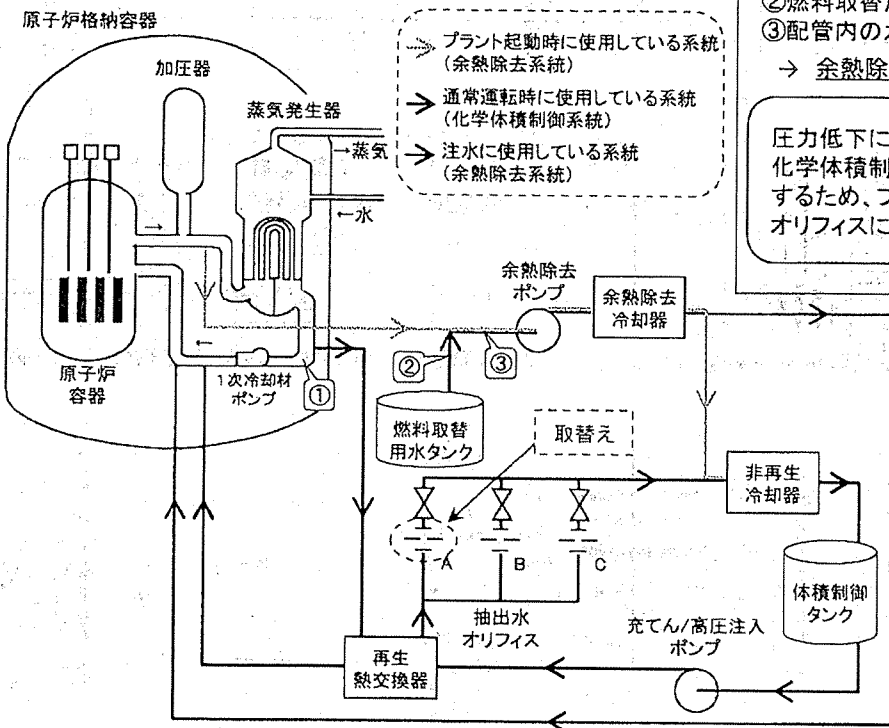 原子炉格納容器
加圧器
蒸気発生器
→蒸気
←水
プラント起動時に使用している系統
(余熱除去系統)
通常運転時に使用している系統
(化学体積制御系統)
注水に使用している系統
(余熱除去系統)
②燃料取替
③配管内の
→ 余熱除
圧力低下に
化学体積制
するため、
オリフィスに
余熱除去
ポンプ
余熱除去
冷却器
原子炉
容器
1次冷却材
ポンプ
①
②
③
燃料取替
用水タンク
取替え
非再生
冷却器
A
B
C
抽出水
オリフィス
体積制御
タンク
充てん/高圧注入
ポンプ
再生
熱交換器